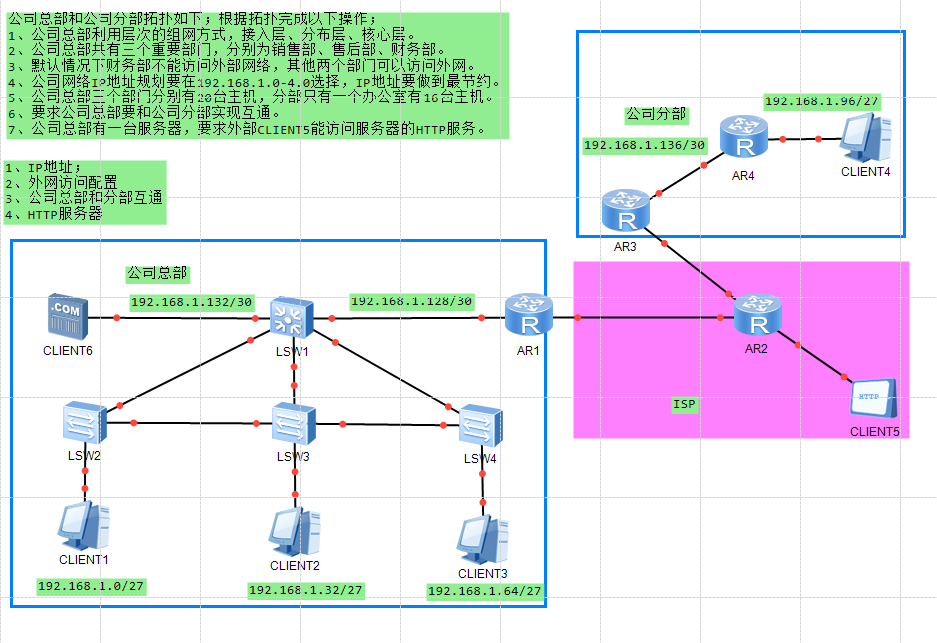 公司总部和公司分部拓扑如下；根据拓扑完成以下操作；
1、公司总部利用层次的组网方式，接入层、分布层、核心层。
2、公司总部共有三个重要部门，分别为销售部、售后部、财务部。
3、默认情况下财务部不能访问外部网络，其他两个部门可以访问外网。
4、公司网络IP地址规划要在192.168.1.0-4.0选择，IP地址要做到最节约。
5、公司总部三个部门分别有20台主机，分部只有一个办公室有16台主机。
6、要求公司总部要和公司分部实现互通。
7、公司总部有一台服务器，要求外部CLIENT5能访问服务器的HTTP服务。
1、IP地址；
2、外网访问配置
3、公司总部和分部互通
4、HTTP服务器
公司分部
192.168.1.96/27
192.168.1.136/30
R
AR4
CLIENT4
R
AR3
公司总部
192.168.1.132/30
192.168.1.128/30
.COM
CLIENT6
LSW1
R
AR1
R
AR2
ISP
HTTP
CLIENT5
LSW2
LSW3
LSW4
CLIENT1
CLIENT2
CLIENT3
192.168.1.0/27
192.168.1.32/27
192.168.1.64/27